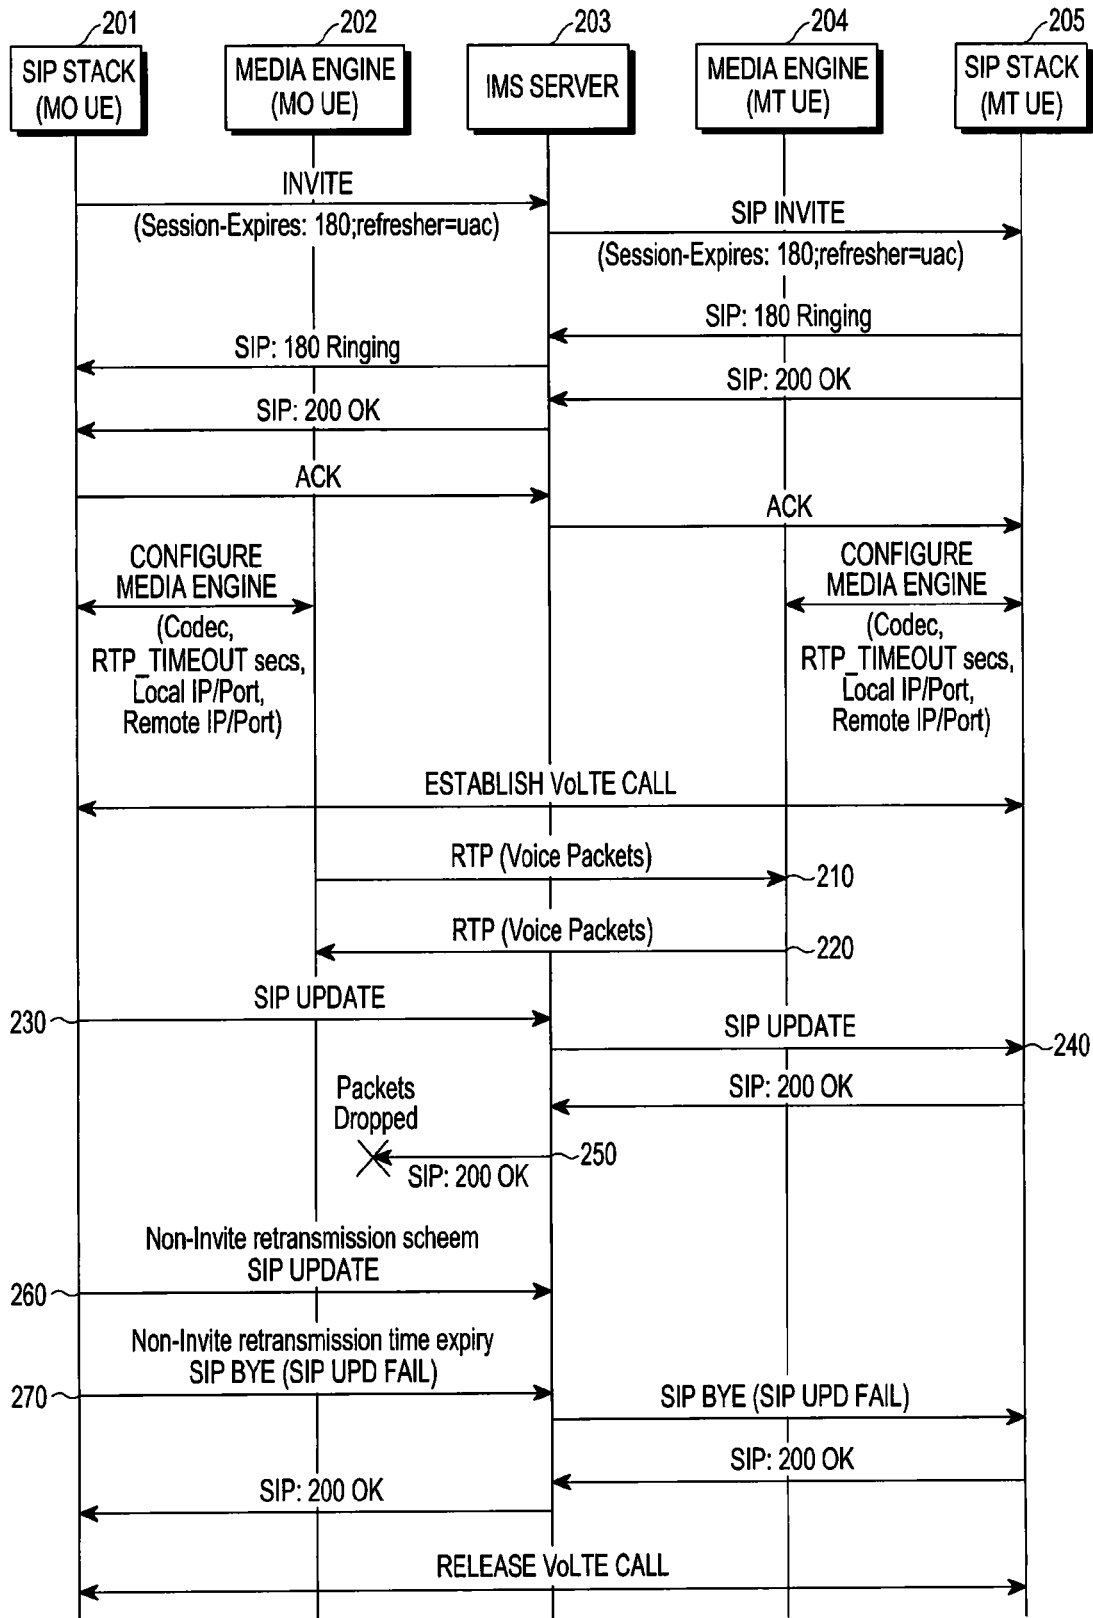 201
202
203
204
205
SIP STACK
(MO UE)
MEDIA ENGINE
(MO UE)
IMS SERVER
MEDIA ENGINE
(MT UE)
SIP STACK
(MT UE)
INVITE
(Session-Expires: 180;refresher=uac)
SIP INVITE
(Session-Expires: 180;refresher=uac)
SIP: 180 Ringing
SIP: 180 Ringing
SIP: 200 OK
SIP: 200 OK
ACK
ACK
CONFIGURE
MEDIA ENGINE
(Codec,
RTP_TIMEOUT secs,
Local IP/Port,
Remote IP/Port)
CONFIGURE
MEDIA ENGINE
(Codec,
RTP_TIMEOUT secs,
Local IP/Port,
Remote IP/Port)
ESTABLISH VoLTE CALL
RTP (Voice Packets)
210
RTP (Voice Packets)
220
SIP UPDATE
230
SIP UPDATE
240
SIP: 200 OK
Packets
Dropped
250
SIP: 200 OK
Non-Invite retransmission scheem
SIP UPDATE
260
Non-Invite retransmission time expiry
SIP BYE (SIP UPD FAIL)
270
SIP BYE (SIP UPD FAIL)
SIP: 200 OK
SIP: 200 OK
RELEASE VoLTE CALL